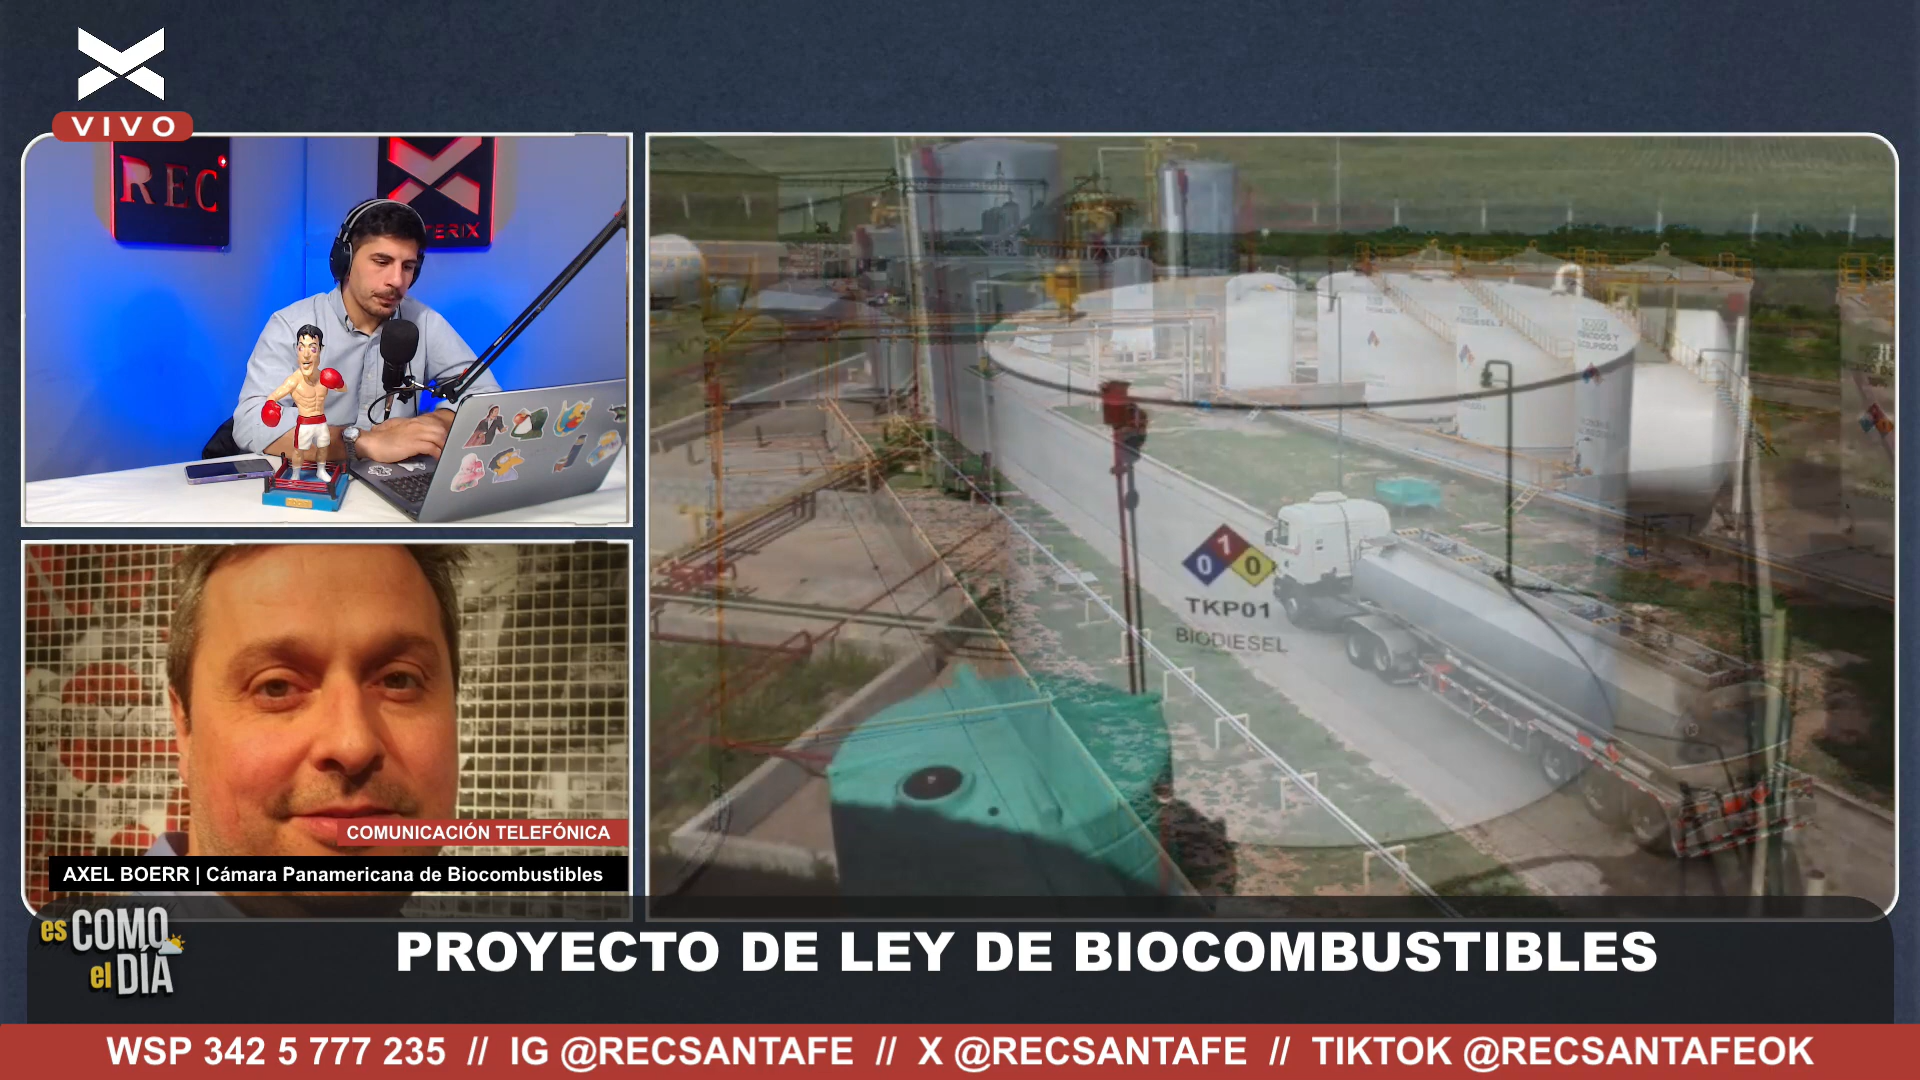 VIVO
REC
TERIX
TKP01
BIODIESEL
1
0
0
COMUNICACIÓN TELEFÓNICA
AXEL BOERR | Cámara Panamericana de Biocombustibles
es COMO
el DÍA
PROYECTO DE LEY DE BIOCOMBUSTIBLES
WSP 342 5 777 235 // IG @RECSANTAFE // X @RECSANTAFE // TIKTOK @RECSANTAFEOK